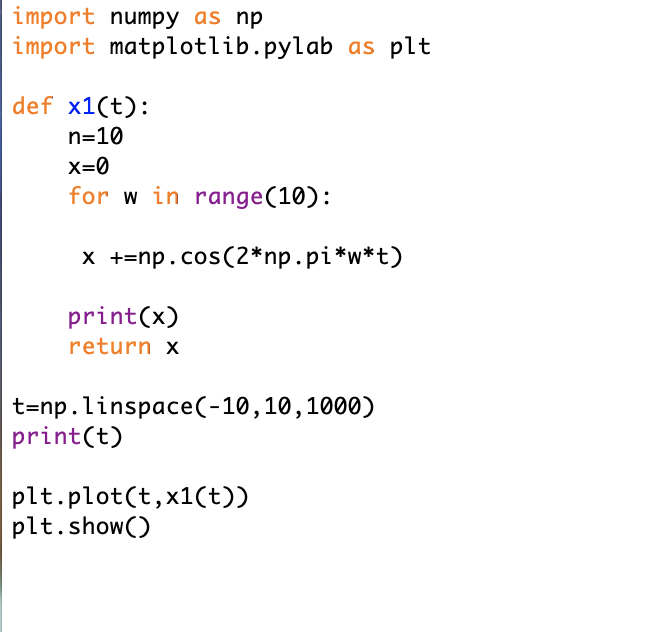 import numpy as np
import matplotlib.pylab as plt
def x1(t):
n=10
x=0
for w in range(10):
x +=np.cos(2*np.pi*w*t)
print(x)
return x
t=np.linspace(-10,10,1000)
print(t)
plt.plot(t,x1(t))
plt.show()